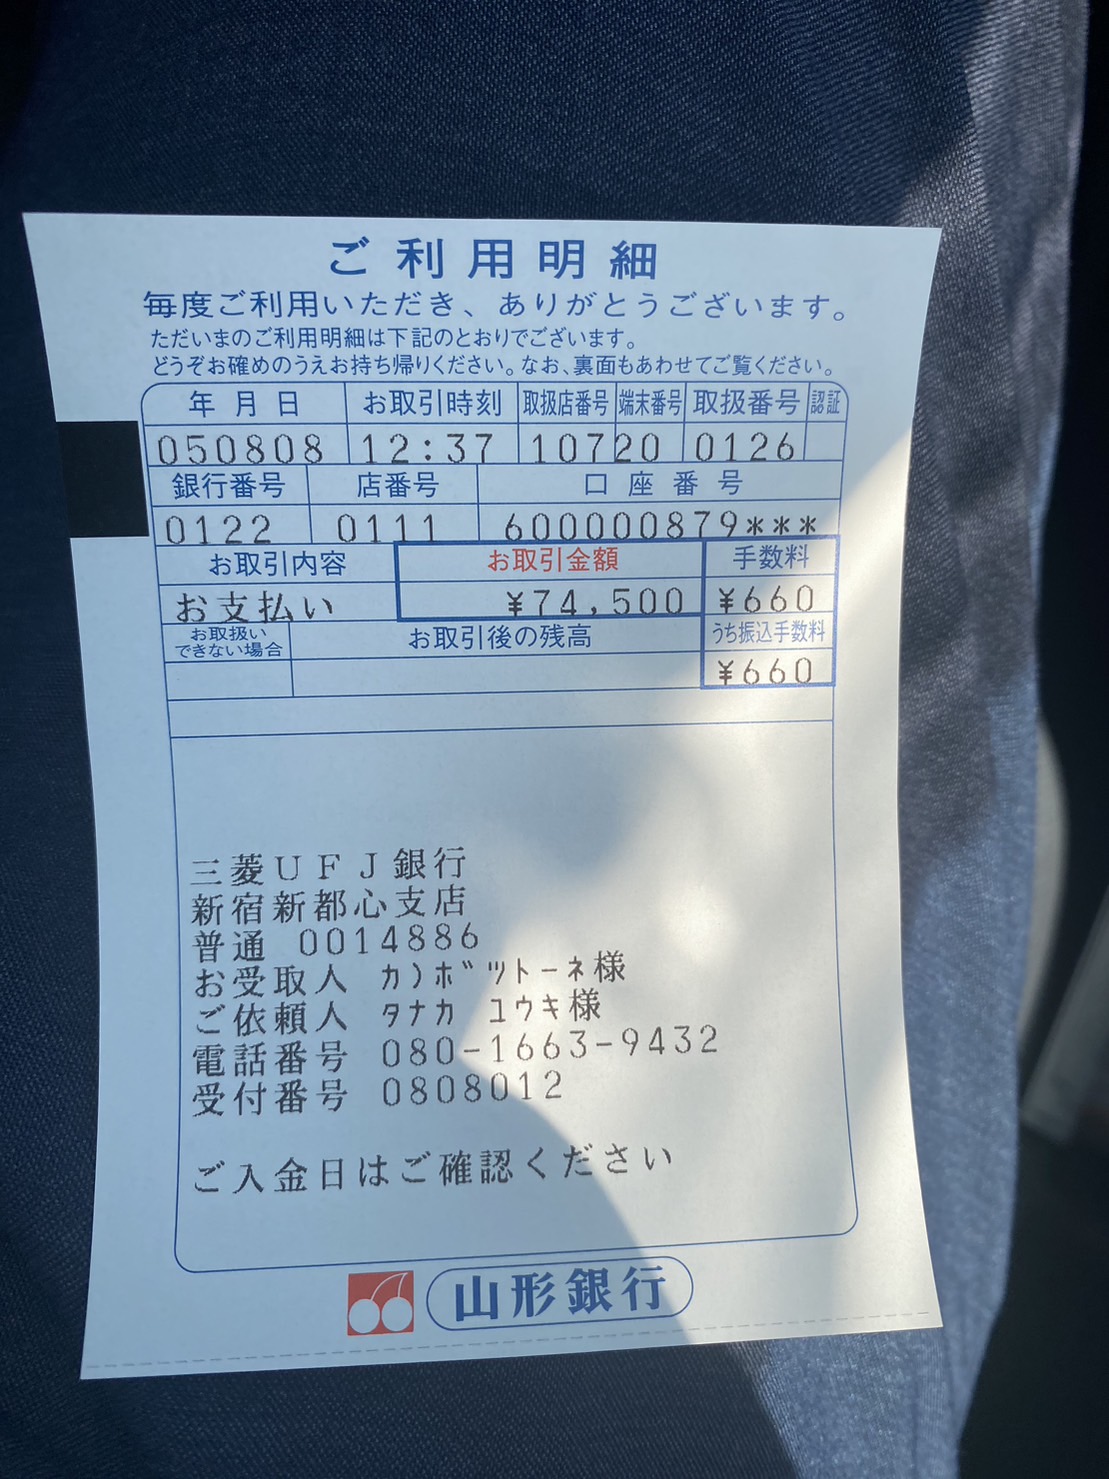 ご利用明細
毎度ご利用いただき、ありがとうございます。
ただいまのご利用明細は下記のとおりでございます。
どうぞお確めのうえお持ち帰りください。なお、裏面もあわせてご覧ください。
年月日 お取引時刻 取扱店番号 端末番号 取扱番号 認証
050808 12:37 10720 0126
銀行番号 店番号 口座番号
0122 0111 600000879***
お取引内容 お取引金額 手数料
お支払い ¥74,500 ¥660
お取扱いできない場合 お取引後の残高 うち振込手数料
¥660
三菱UFJ銀行
新宿新都心支店
普通 0014886
お受取人 カ)ボツトーネ様
ご依頼人 タナカ ユウキ様
電話番号 080-1663-9432
受付番号 0808012
ご入金日はご確認ください
山形銀行